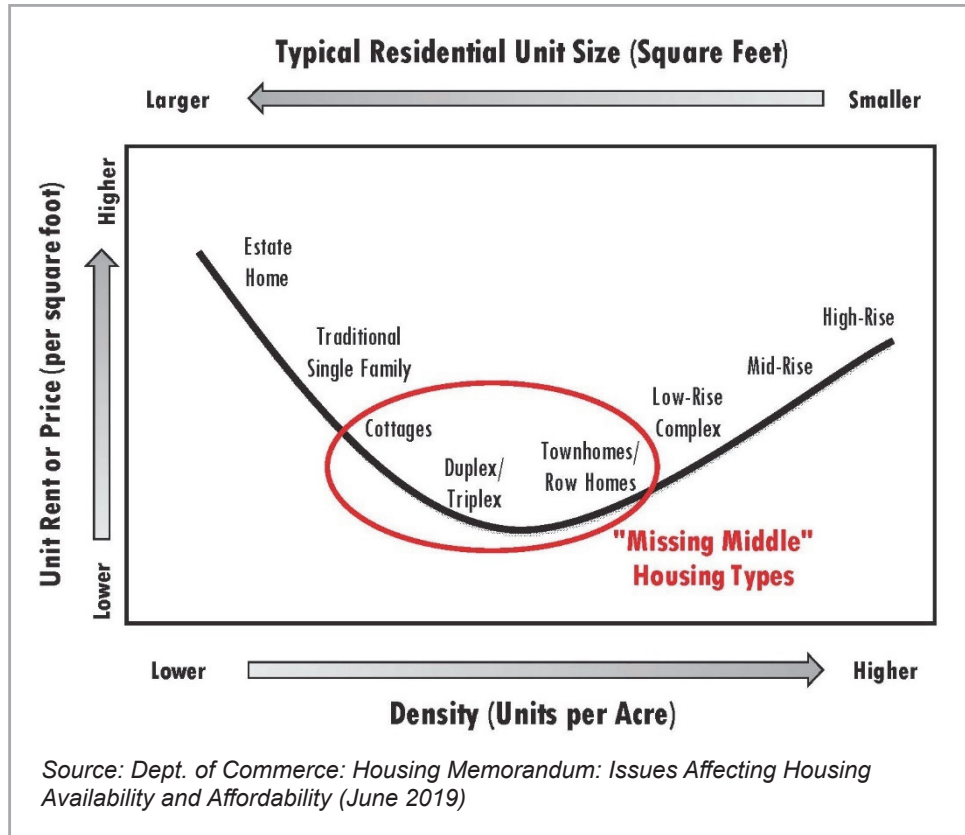 Typical Residential Unit Size (Square Feet)
Larger
Smaller
Unit Rent or Price (per square foot)
Higher
Lower
Estate
Home
Traditional
Single Family
Cottages
Duplex/
Triplex
Townhomes/
Row Homes
Low-Rise
Complex
Mid-Rise
High-Rise
"Missing Middle"
Housing Types
Lower
Higher
Density (Units per Acre)
Source: Dept. of Commerce: Housing Memorandum: Issues Affecting Housing
Availability and Affordability (June 2019)